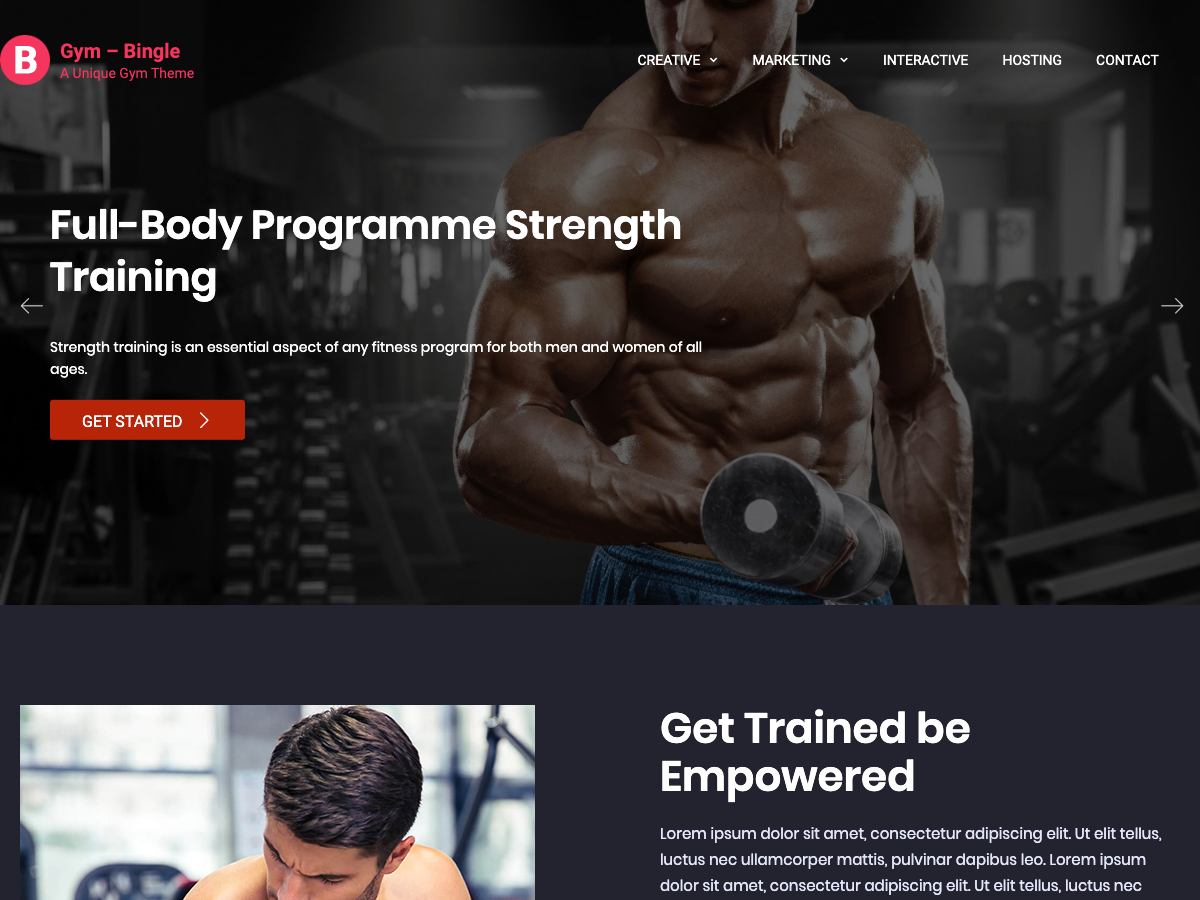 B
Gym – Bingle
A Unique Gym Theme
CREATIVE
MARKETING
INTERACTIVE
HOSTING
CONTACT
Full-Body Programme Strength
Training
Strength training is an essential aspect of any fitness program for both men and women of all
ages.
GET STARTED
Get Trained be
Empowered
Lorem ipsum dolor sit amet, consectetur adipiscing elit. Ut elit tellus,
luctus nec ullamcorper mattis, pulvinar dapibus leo. Lorem ipsum
dolor sit amet, consectetur adipiscing elit. Ut elit tellus, luctus nec